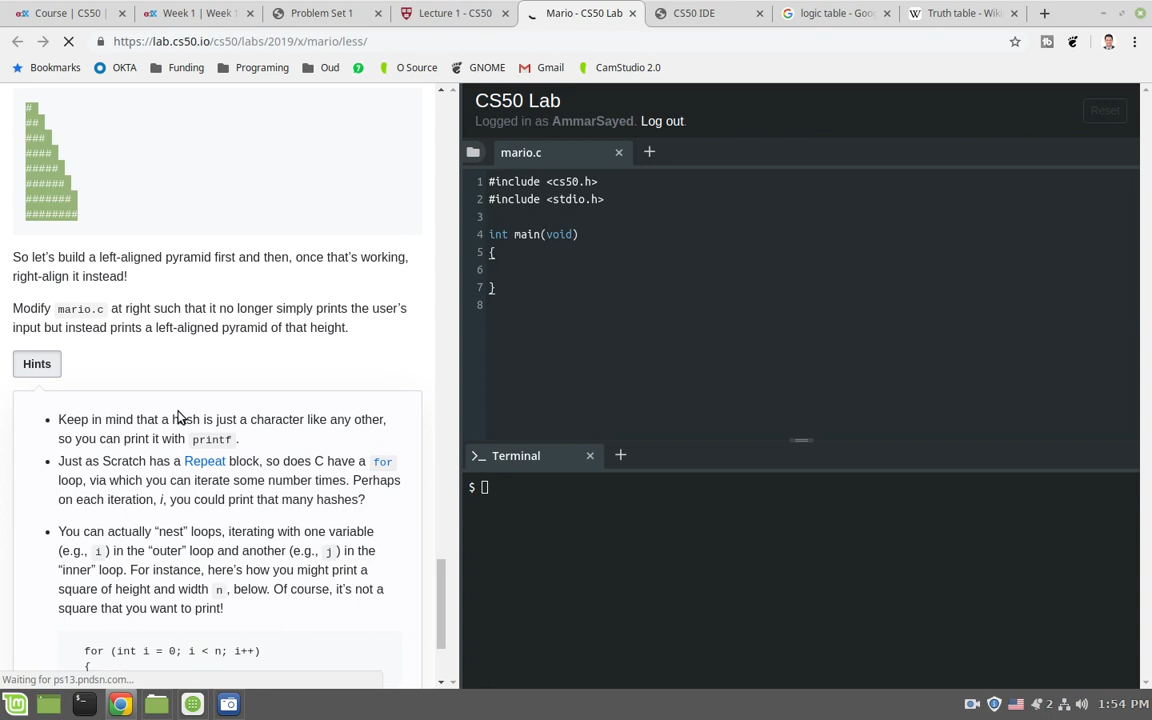 Course | CS50 |
Week 1 | Week 1
Problem Set 1
Lecture 1 - CS50
Mario - CS50 Lab
CS50 IDE
logic table - Goog
Truth table - Wiki
https://lab.cs50.io/cs50/labs/2019/x/mario/less/
Bookmarks
OKTA
Funding
Programing
Oud
O Source
GNOME
Gmail
CamStudio 2.0
#
##
###
####
#####
######
#######
########
So let's build a left-aligned pyramid first and then, once that's working,
right-align it instead!
Modify mario.c at right such that it no longer simply prints the user's
input but instead prints a left-aligned pyramid of that height.
Hints
• Keep in mind that a hash is just a character like any other,
so you can print it with printf.
• Just as Scratch has a Repeat block, so does C have a for
loop, via which you can iterate some number times. Perhaps
on each iteration, i, you could print that many hashes?
• You can actually “nest” loops, iterating with one variable
(e.g., i) in the “outer” loop and another (e.g., j) in the
“inner” loop. For instance, here's how you might print a
square of height and width n, below. Of course, it's not a
square that you want to print!
for (int i = 0; i < n; i++)
{
Waiting for ps13.pndsn.com...
CS50 Lab
Logged in as AmmarSayed. Log out.
Reset
mario.c
1 #include <cs50.h>
2 #include <stdio.h>
3
4 int main(void)
5 {
6
7 }
8
>_ Terminal
$
2
1:54 PM